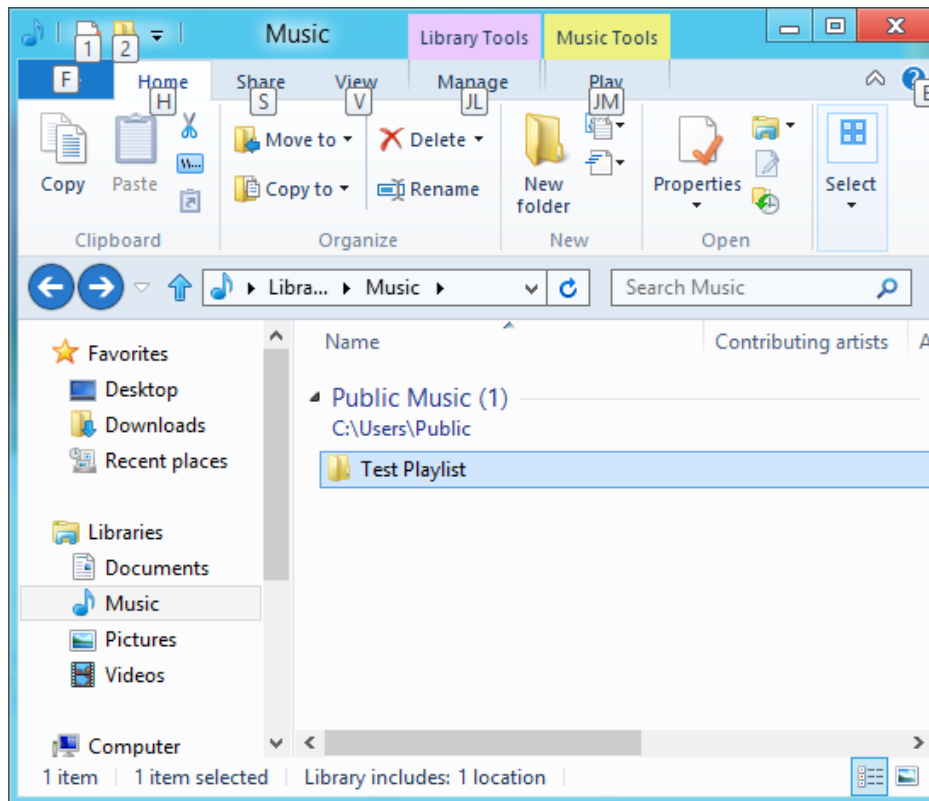 Music
Library Tools
Music Tools
1
2
F
Home
Share
View
Manage
Play
H
S
V
JL
JM
E
Copy
Paste
Move to
Copy to
Delete
Rename
New folder
Properties
Select
Clipboard
Organize
New
Open
Libra...
Music
Search Music
Favorites
Desktop
Downloads
Recent places
Libraries
Documents
Music
Pictures
Videos
Computer
Name
Contributing artists
A
Public Music (1)
C:\Users\Public
Test Playlist
1 item
1 item selected
Library includes: 1 location